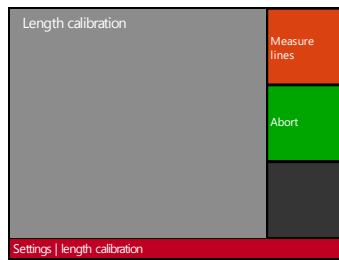 Length calibration
Measure
lines
Abort
Settings | length calibration